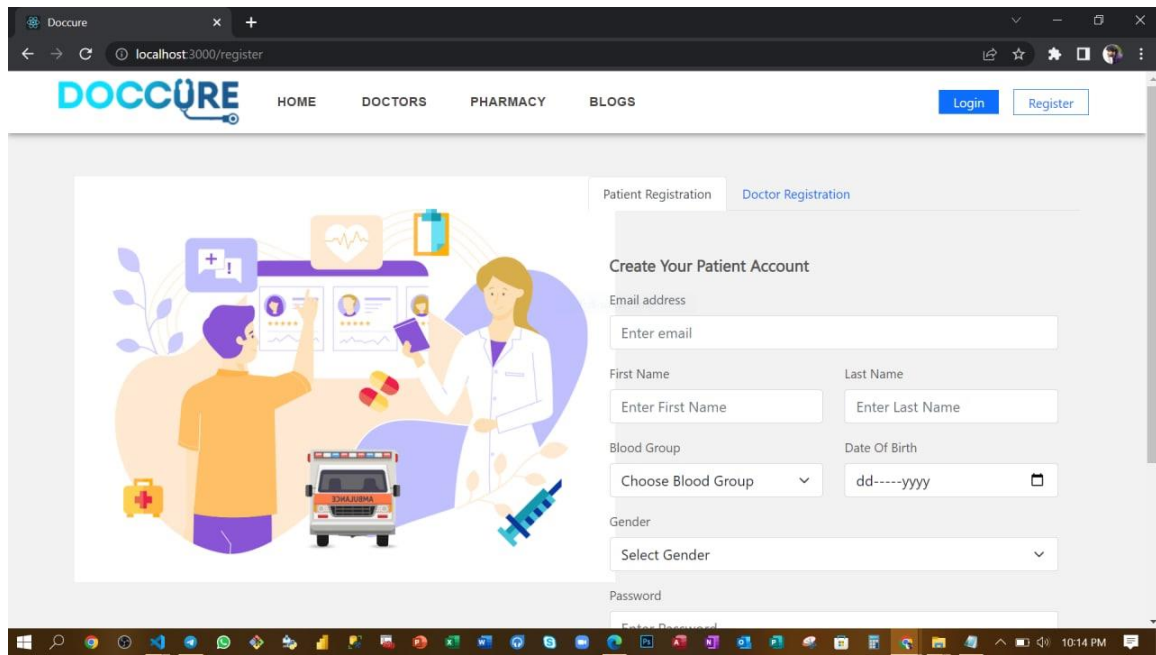 Doccure
localhost:3000/register
DOCCURE
HOME DOCTORS PHARMACY BLOGS
Login Register
Patient Registration Doctor Registration
Create Your Patient Account
Email address
Enter email
First Name Last Name
Enter First Name Enter Last Name
Blood Group Date Of Birth
Choose Blood Group dd-----yyyy
Gender
Select Gender
AMBULANCE
Password
Enter Password
10:14 PM